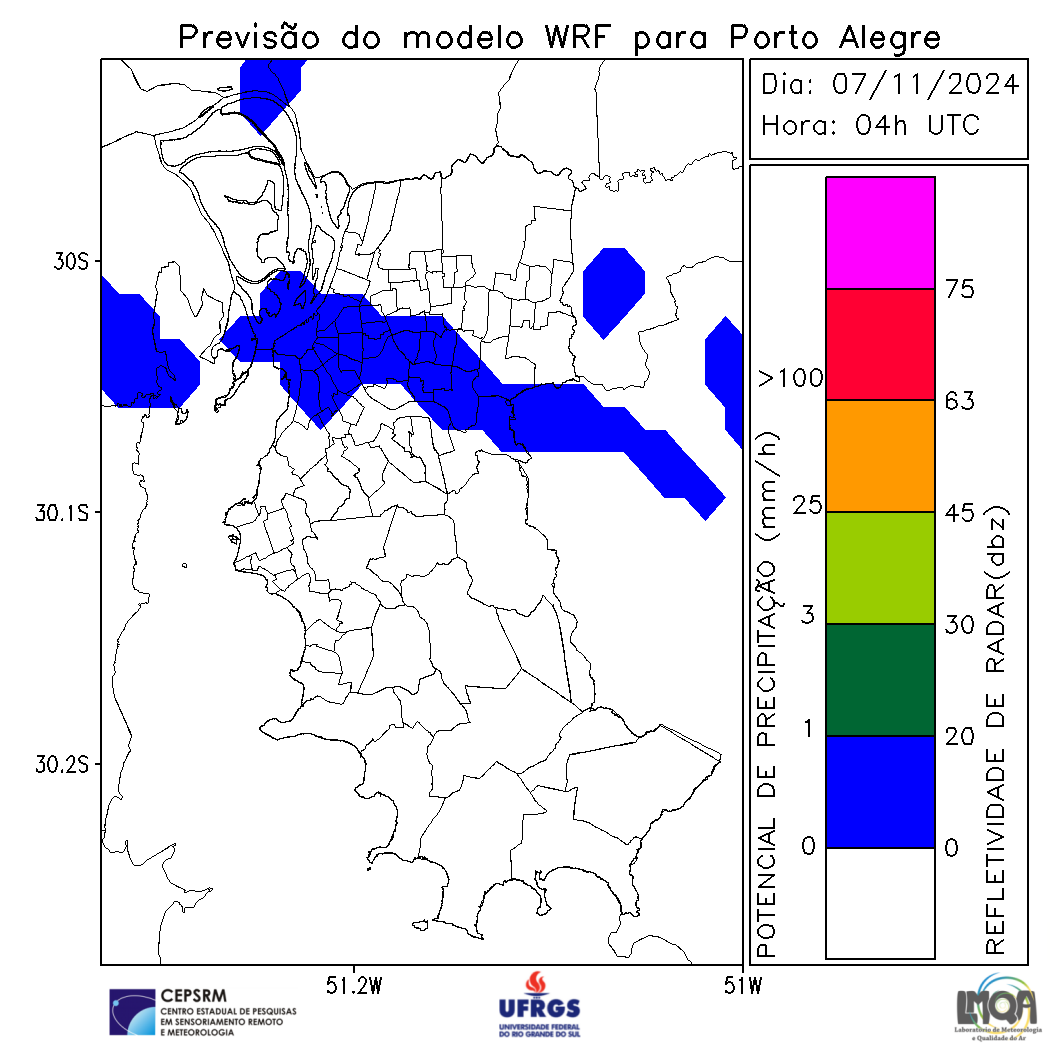 Previsão do modelo WRF para Porto Alegre
Dia: 07/11/2024
Hora: 04h UTC
30S
30.1S
30.2S
51.2W
51W
POTENCIAL DE PRECIPITAÇÃO (mm/h)
>100
25
3
1
0
75
63
45
30
20
0
REFLETIVIDADE DE RADAR(dbz)
CEPSRM
CENTRO ESTADUAL DE PESQUISAS
EM SENSORIAMENTO REMOTO
E METEOROLOGIA
UFRGS
UNIVERSIDADE FEDERAL
DO RIO GRANDE DO SUL
LMQA
Laboratório de Meteorologia
e Qualidade do Ar